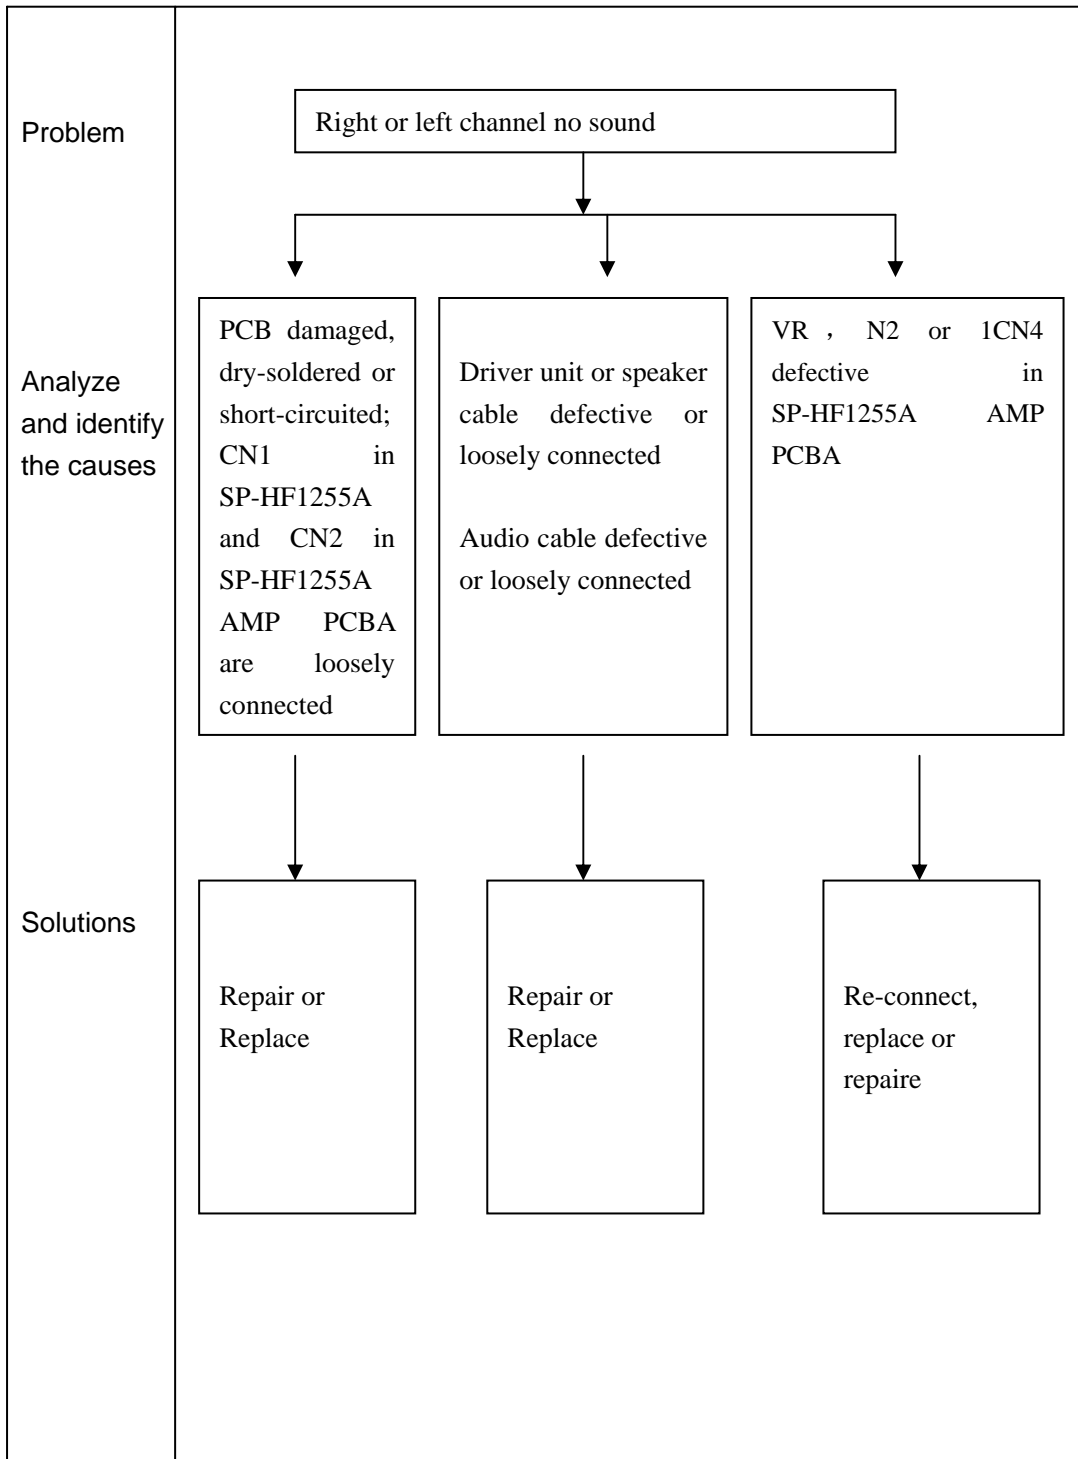 Problem
Right or left channel no sound
Analyze
and identify
the causes
PCB damaged,
dry-soldered or
short-circuited;
CN1 in
SP-HF1255A
and CN2 in
SP-HF1255A
AMP PCBA
are loosely
connected
Driver unit or speaker
cable defective or
loosely connected
Audio cable defective
or loosely connected
VR , N2 or 1CN4
defective in
SP-HF1255A AMP
PCBA
Solutions
Repair or
Replace
Repair or
Replace
Re-connect,
replace or
repaire